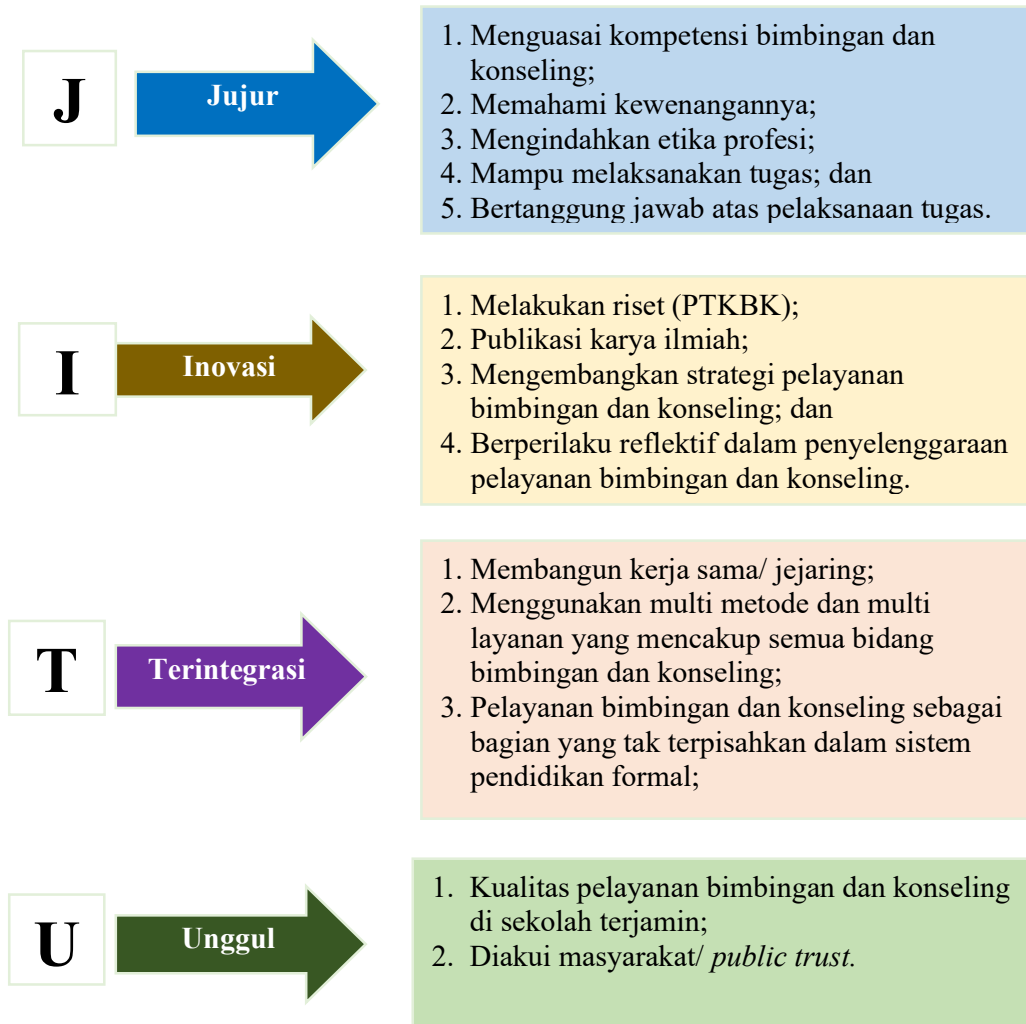 J
Jujur
1. Menguasai kompetensi bimbingan dan
konseling;
2. Memahami kewenangannya;
3. Mengindahkan etika profesi;
4. Mampu melaksanakan tugas; dan
5. Bertanggung jawab atas pelaksanaan tugas.
I
Inovasi
1. Melakukan riset (PTKBK);
2. Publikasi karya ilmiah;
3. Mengembangkan strategi pelayanan
bimbingan dan konseling; dan
4. Berperilaku reflektif dalam penyelenggaraan
pelayanan bimbingan dan konseling.
T
Terintegrasi
1. Membangun kerja sama/ jejaring;
2. Menggunakan multi metode dan multi
layanan yang mencakup semua bidang
bimbingan dan konseling;
3. Pelayanan bimbingan dan konseling sebagai
bagian yang tak terpisahkan dalam sistem
pendidikan formal;
U
Unggul
1. Kualitas pelayanan bimbingan dan konseling
di sekolah terjamin;
2. Diakui masyarakat/ public trust.